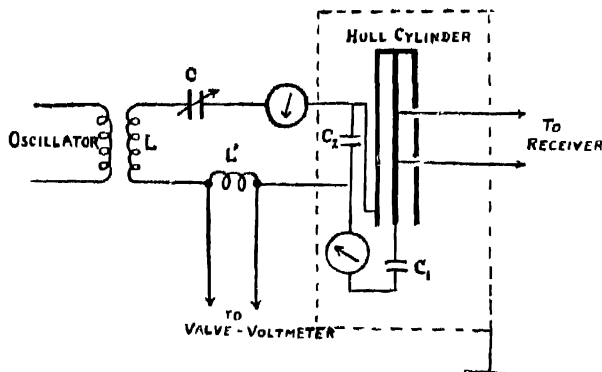 HULL CYLINDER
C
C2
OSCILLATOR
L
L'
TO
RECEIVER
C1
TO
VALVE-VOLTMETER